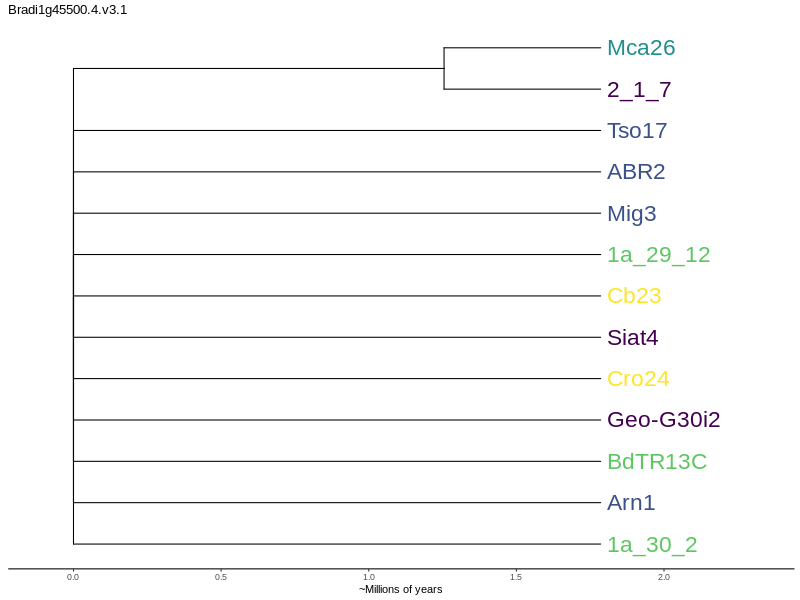 Bradi1g45500.4.v3.1
Mca26
2_1_7
Tso17
ABR2
Mig3
1a_29_12
Cb23
Siat4
Cro24
Geo-G30i2
BdTR13C
Arn1
1a_30_2
0.0 0.5 1.0 1.5 2.0
~Millions of years